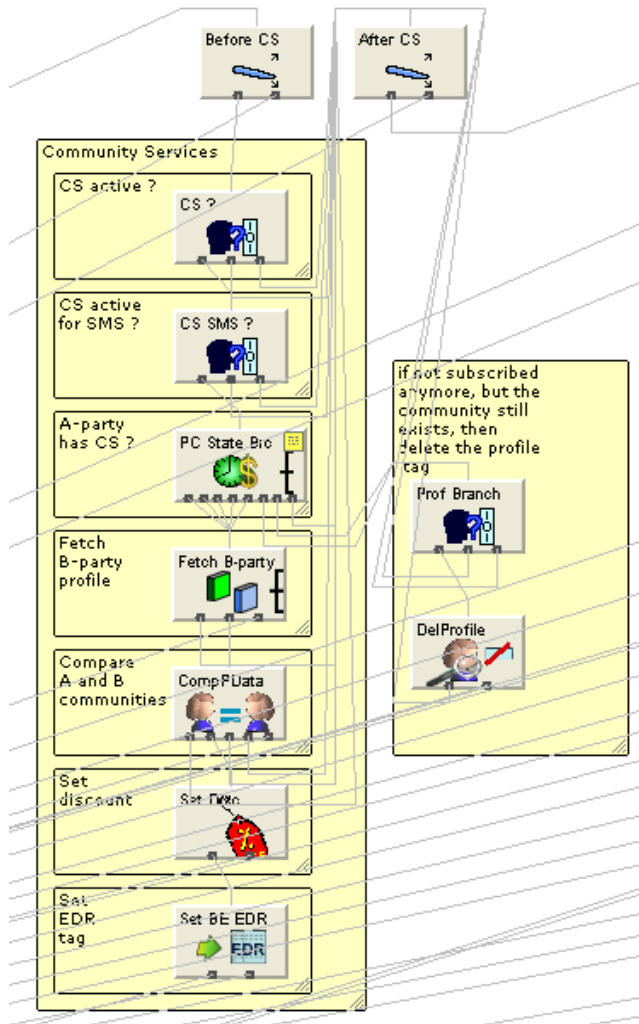 Before CS
After CS
Community Services
CS active ?
CS ?
CS active
for SMS ?
CS SMS ?
A-party
has CS ?
PC State Brc
Fetch
B-party
profile
Fetch B-party
Compare
A and B
communities
CompPData
Set
discount
Set
Set
EDR
tag
Set BE EDR
EDR
if not subscribed
anymore, but the
community still
exists, then
delete the profile
tag
Prof Branch
DelProfile